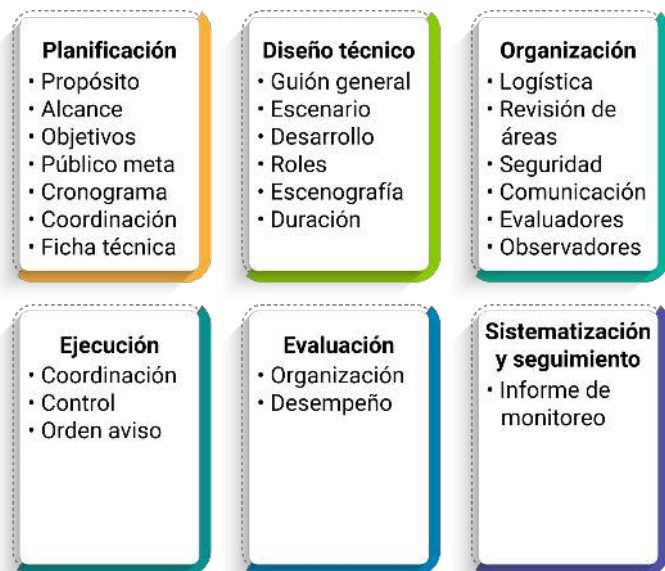 Planificación
• Propósito
• Alcance
• Objetivos
• Público meta
• Cronograma
• Coordinación
• Ficha técnica
Diseño técnico
• Guión general
• Escenario
• Desarrollo
• Roles
• Escenografía
• Duración
Organización
• Logística
• Revisión de
áreas
• Seguridad
• Comunicación
• Evaluadores
• Observadores
Ejecución
• Coordinación
• Control
• Orden aviso
Evaluación
• Organización
• Desempeño
Sistematización
y seguimiento
• Informe de
monitoreo